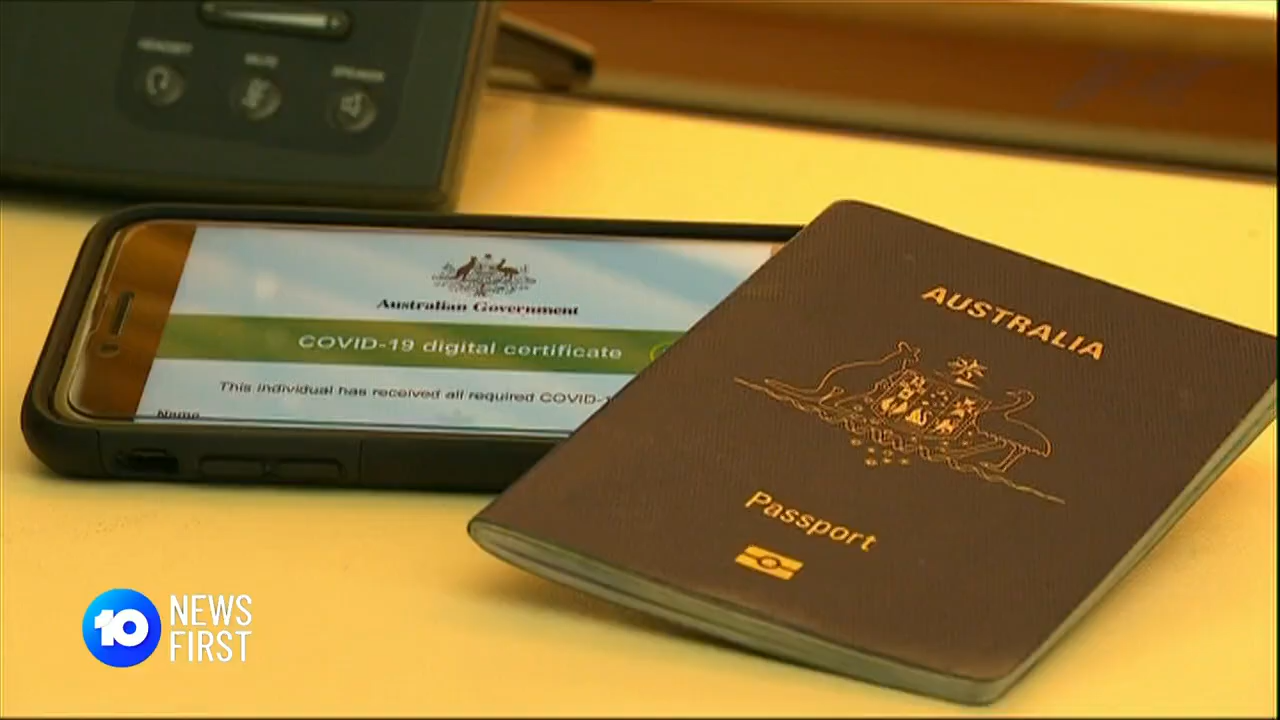 HEADSET
MUTE
SPEAKER
Australian Government
COVID-19 digital certificate
This individual has received all required COVID-1
Name
AUSTRALIA
Passport
10 NEWS
FIRST